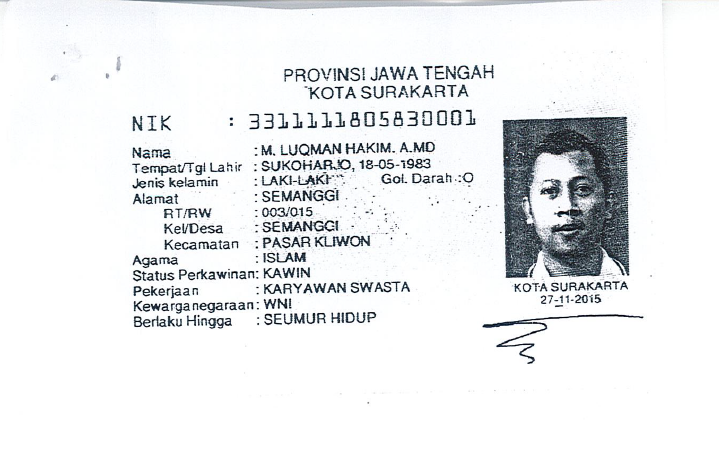 PROVINSI JAWA TENGAH
KOTA SURAKARTA
NIK : 3311111805830001
Nama : M. LUQMAN HAKIM. A.MD
Tempat/Tgl Lahir : SUKOHARJO, 18-05-1983
Jenis kelamin : LAKI-LAKI Gol. Darah :O
Alamat : SEMANGGI
RT/RW : 003/015
Kel/Desa : SEMANGGI
Kecamatan : PASAR KLIWON
Agama : ISLAM
Status Perkawinan: KAWIN
Pekerjaan : KARYAWAN SWASTA
Kewarganegaraan: WNI
Berlaku Hingga : SEUMUR HIDUP
KOTA SURAKARTA
27-11-2015